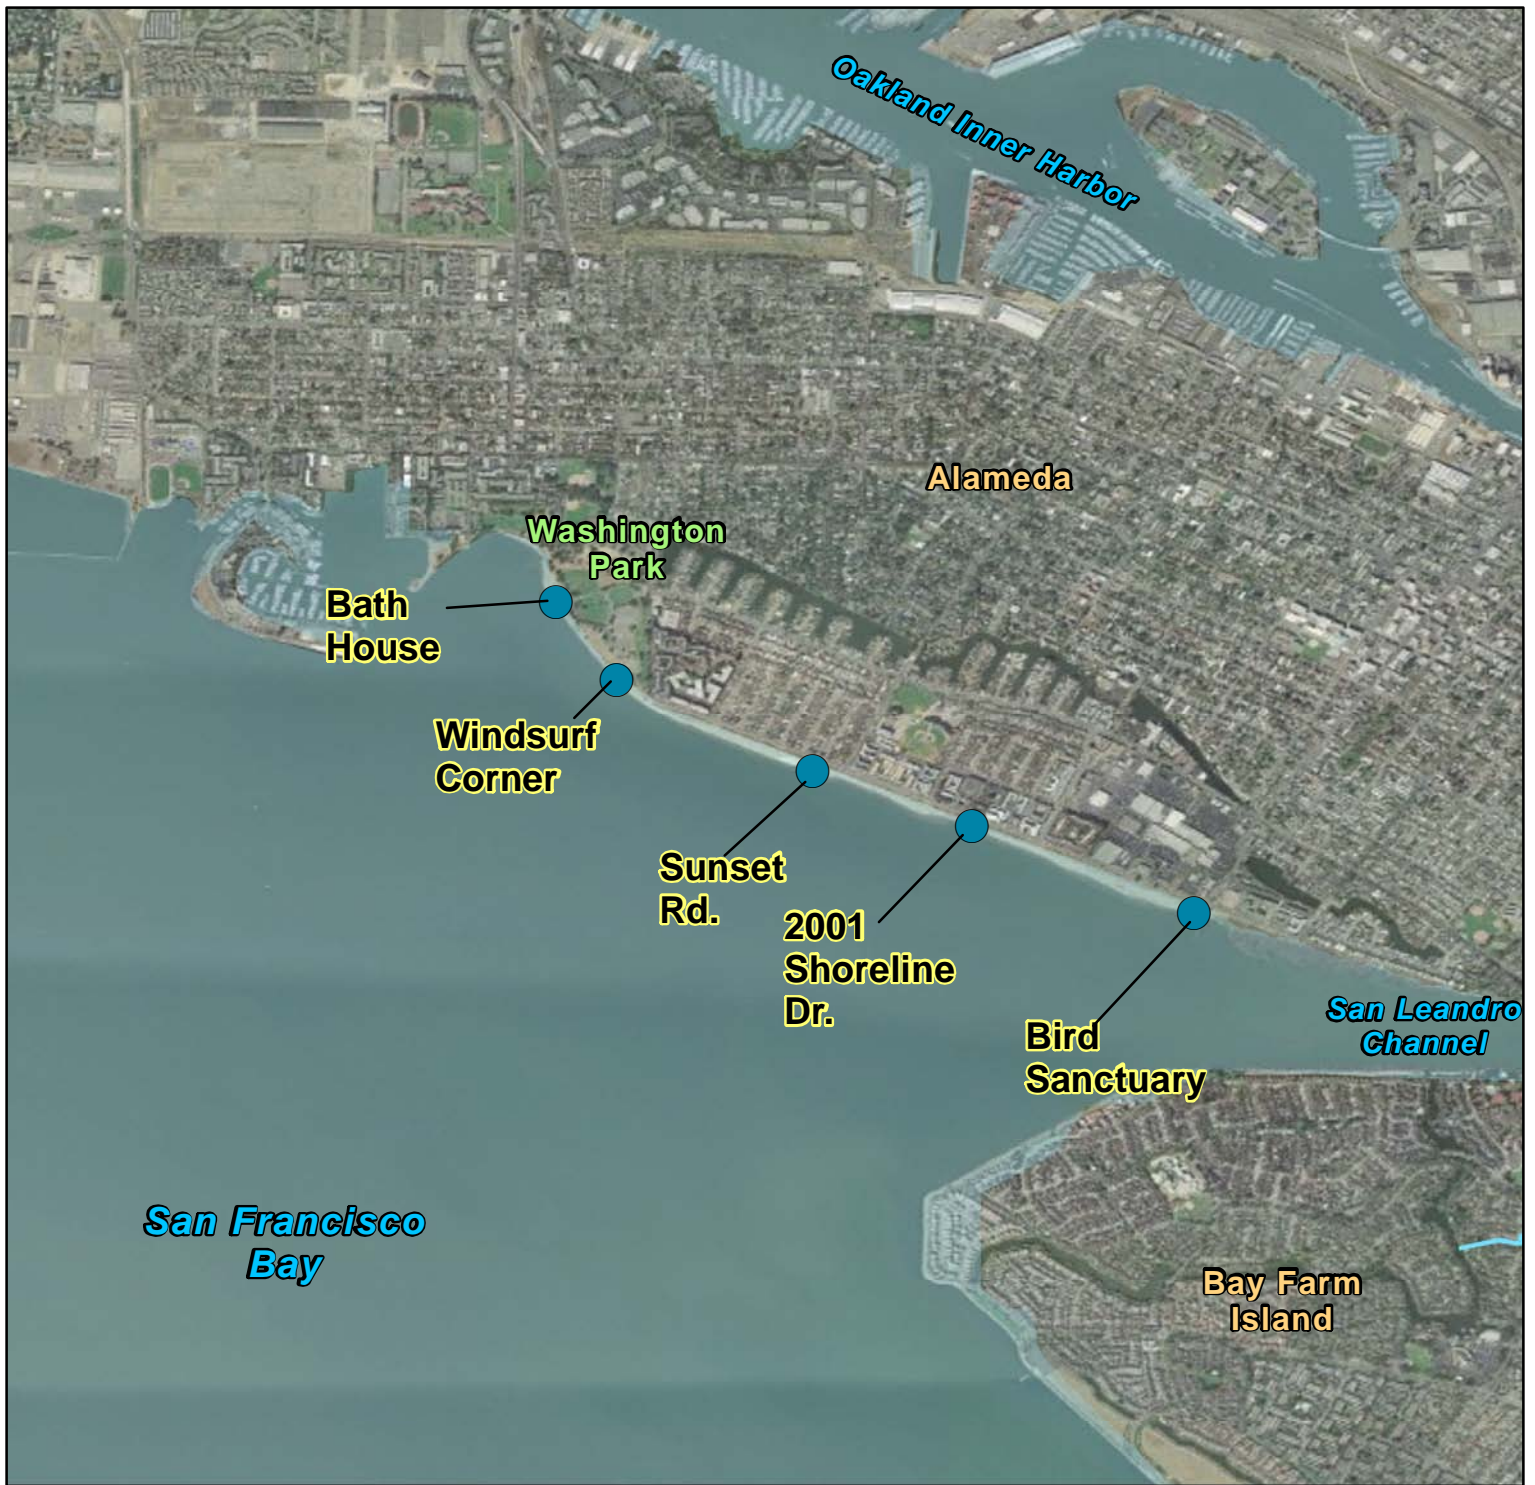 Oakland Inner Harbor
Alameda
Washington
Park
Bath
House
Windsurf
Corner
Sunset
Rd.
2001
Shoreline
Dr.
Bird
Sanctuary
San Leandro
Channel
San Francisco
Bay
Bay Farm
Island